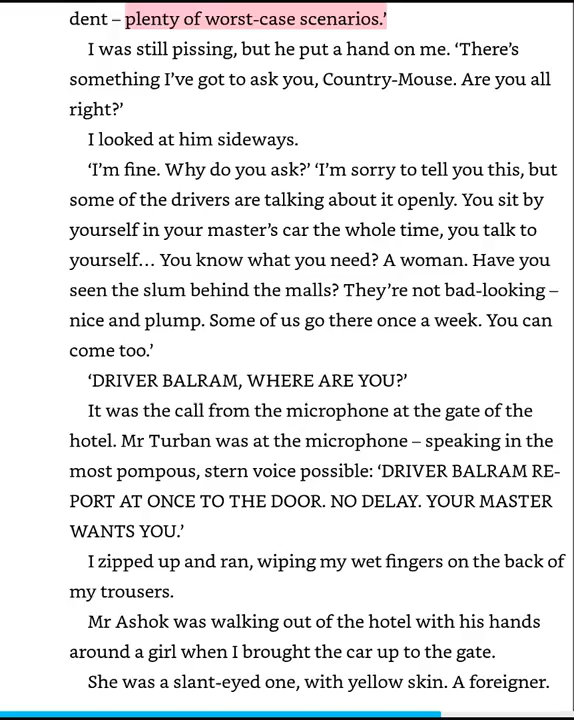 dent – plenty of worst-case scenarios.’
I was still pissing, but he put a hand on me. ‘There’s
something I’ve got to ask you, Country-Mouse. Are you all
right?’
I looked at him sideways.
‘I’m fine. Why do you ask?’ ‘I’m sorry to tell you this, but
some of the drivers are talking about it openly. You sit by
yourself in your master’s car the whole time, you talk to
yourself… You know what you need? A woman. Have you
seen the slum behind the malls? They’re not bad-looking –
nice and plump. Some of us go there once a week. You can
come too.’
‘DRIVER BALRAM, WHERE ARE YOU?’
It was the call from the microphone at the gate of the
hotel. Mr Turban was at the microphone – speaking in the
most pompous, stern voice possible: ‘DRIVER BALRAM RE-
PORT AT ONCE TO THE DOOR. NO DELAY. YOUR MASTER
WANTS YOU.’
I zipped up and ran, wiping my wet fingers on the back of
my trousers.
Mr Ashok was walking out of the hotel with his hands
around a girl when I brought the car up to the gate.
She was a slant-eyed one, with yellow skin. A foreigner.